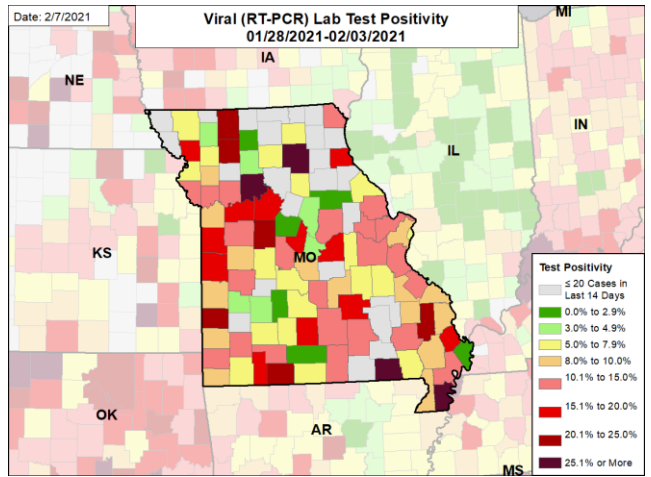 Date: 2/7/2021
Viral (RT-PCR) Lab Test Positivity
01/28/2021-02/03/2021
MI
IA
NE
IN
IL
KS
MO
Test Positivity
≤ 20 Cases in
Last 14 Days
0.0% to 2.9%
3.0% to 4.9%
5.0% to 7.9%
8.0% to 10.0%
10.1% to 15.0%
15.1% to 20.0%
20.1% to 25.0%
25.1% or More
OK
AR
MS